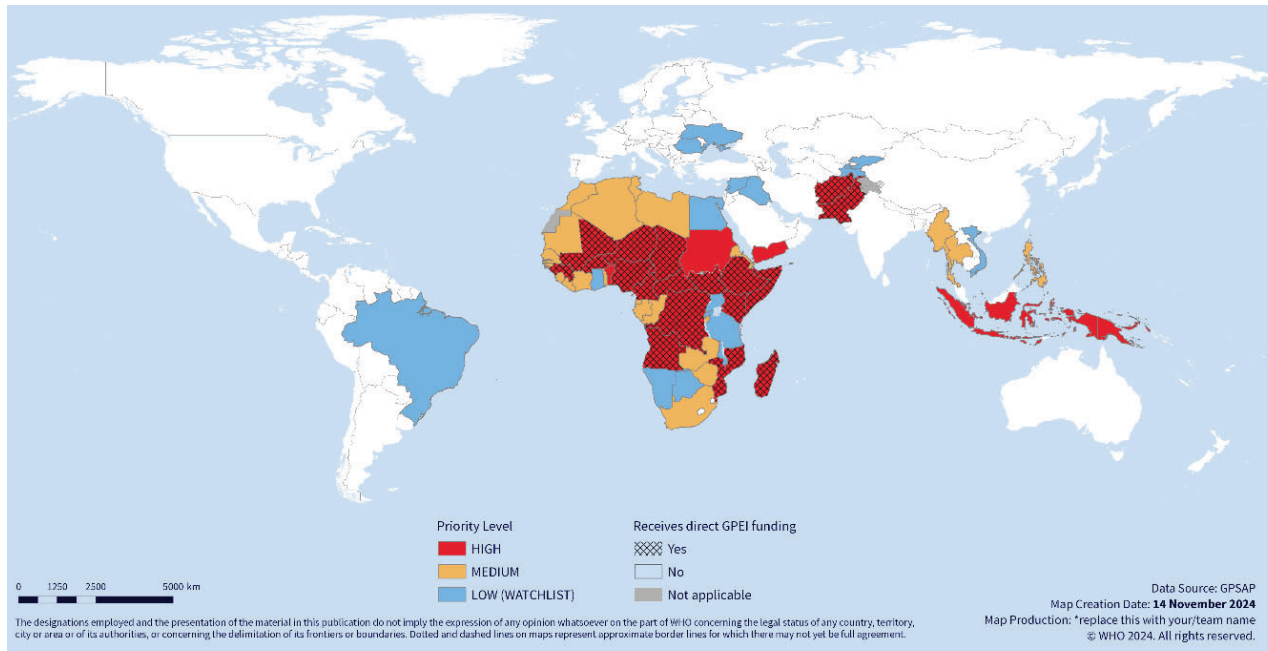 Priority Level
HIGH
MEDIUM
LOW (WATCHLIST)
Receives direct GPEI funding
Yes
No
Not applicable
0 1250 2500 5000 km
Data Source: GPSAP
Map Creation Date: 14 November 2024
Map Production: *replace this with your/team name
© WHO 2024. All rights reserved.
The designations employed and the presentation of the material in this publication do not imply the expression of any opinion whatsoever on the part of WHO concerning the legal status of any country, territory,
city or area or of its authorities, or concerning the delimitation of its frontiers or boundaries. Dotted and dashed lines on maps represent approximate border lines for which there may not yet be full agreement.